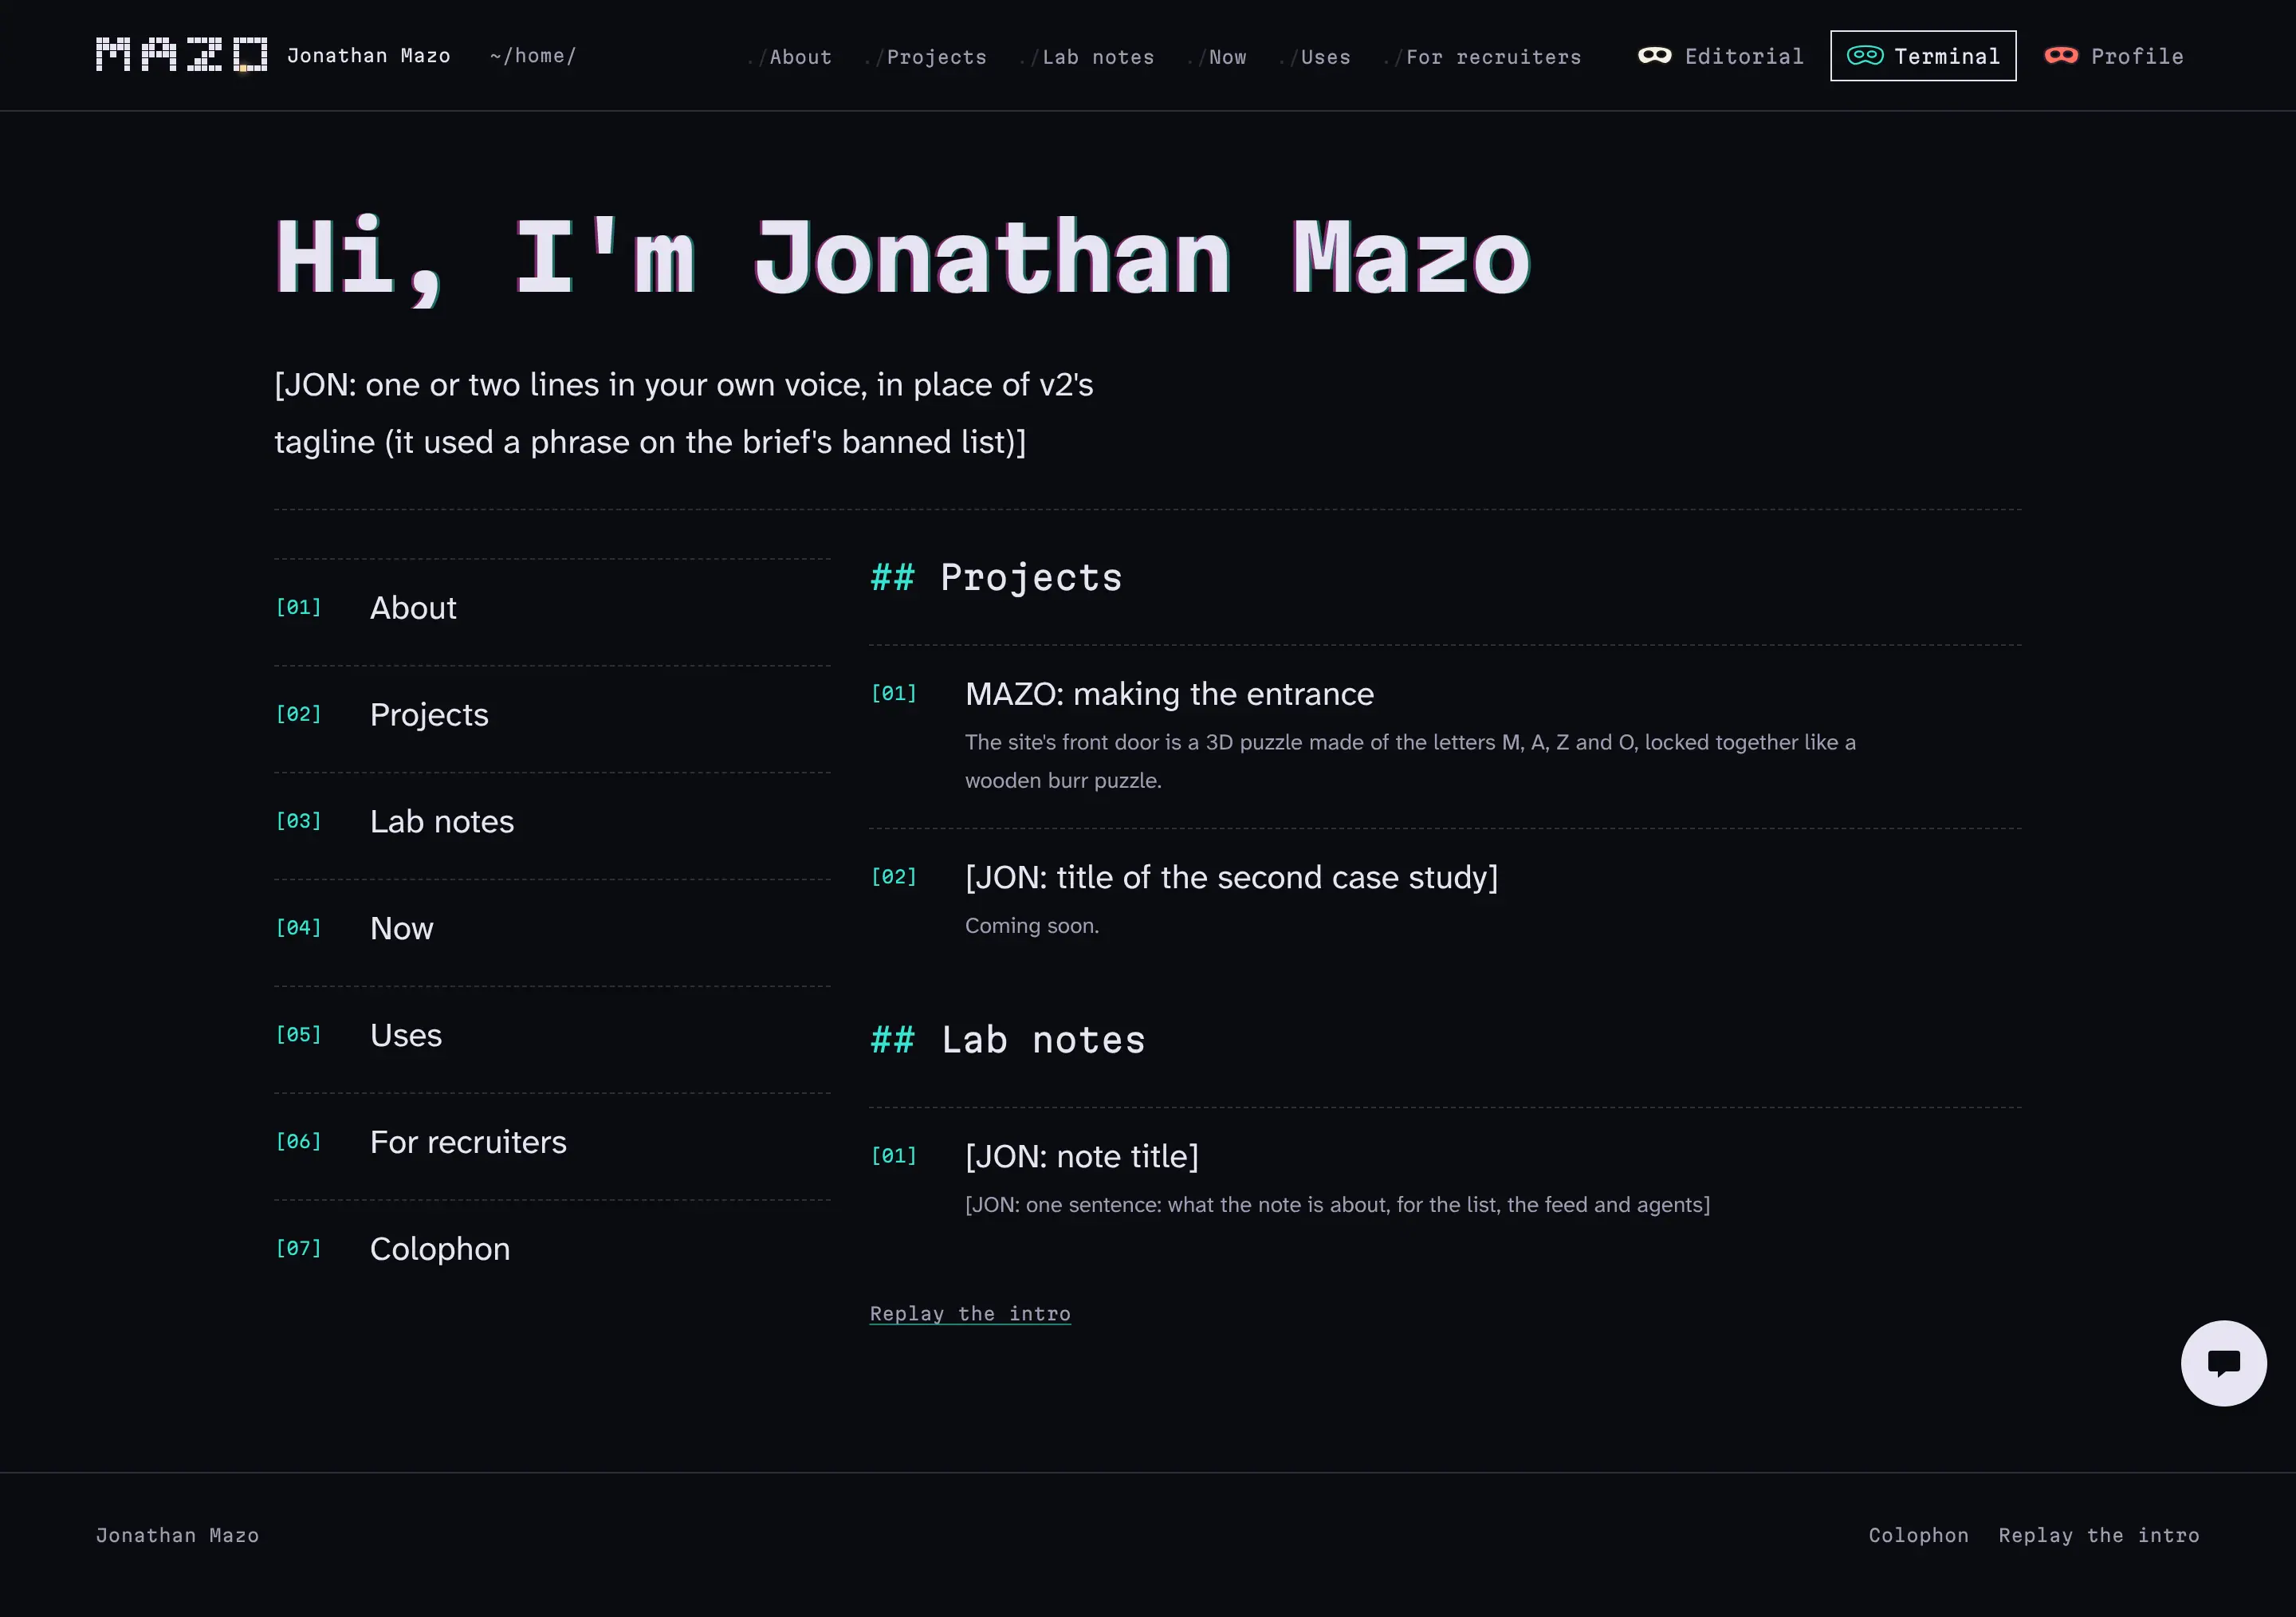 MAZO Jonathan Mazo ~/home/ ./About ./Projects ./Lab notes ./Now ./Uses ./For recruiters Editorial Terminal Profile
Hi, I'm Jonathan Mazo
[JON: one or two lines in your own voice, in place of v2's
tagline (it used a phrase on the brief's banned list)]
[01] About
[02] Projects
[03] Lab notes
[04] Now
[05] Uses
[06] For recruiters
[07] Colophon
## Projects
[01] MAZO: making the entrance
The site's front door is a 3D puzzle made of the letters M, A, Z and O, locked together like a
wooden burr puzzle.
[02] [JON: title of the second case study]
Coming soon.
## Lab notes
[01] [JON: note title]
[JON: one sentence: what the note is about, for the list, the feed and agents]
Replay the intro
Jonathan Mazo
Colophon Replay the intro